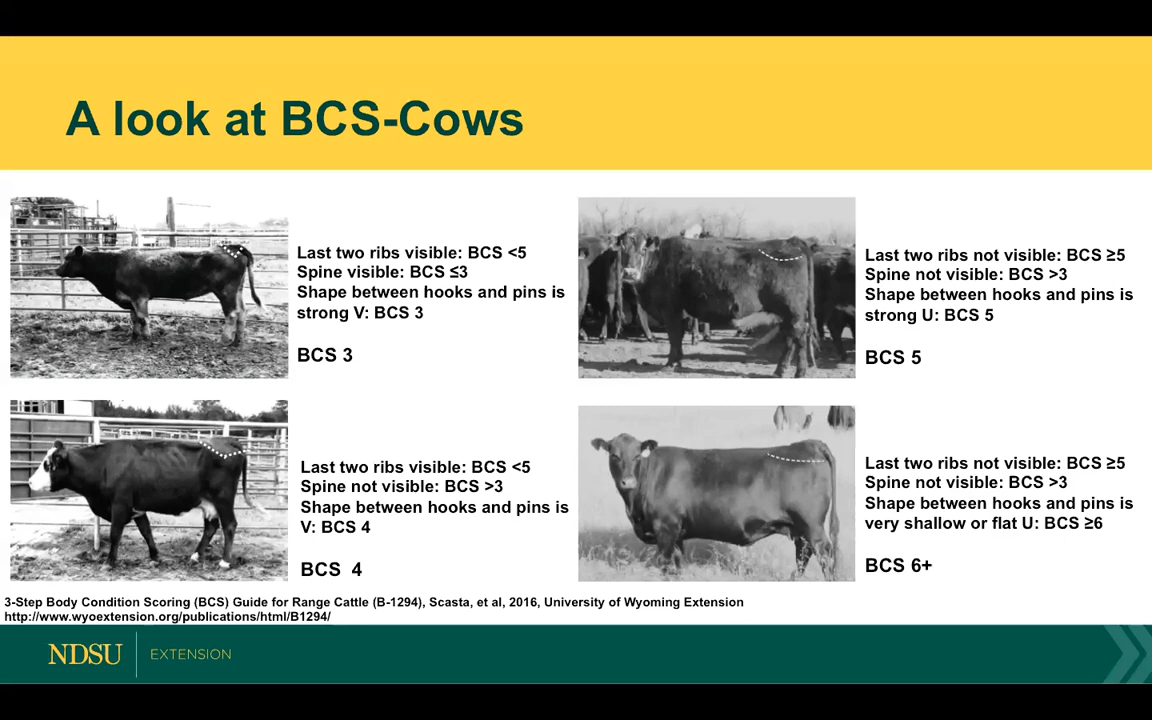 A look at BCS-Cows
Last two ribs visible: BCS <5
Spine visible: BCS ≤3
Shape between hooks and pins is
strong V: BCS 3
BCS 3
Last two ribs not visible: BCS ≥5
Spine not visible: BCS >3
Shape between hooks and pins is
strong U: BCS 5
BCS 5
Last two ribs visible: BCS <5
Spine not visible: BCS >3
Shape between hooks and pins is
V: BCS 4
BCS  4
Last two ribs not visible: BCS ≥5
Spine not visible: BCS >3
Shape between hooks and pins is
very shallow or flat U: BCS ≥6
BCS 6+
3-Step Body Condition Scoring (BCS) Guide for Range Cattle (B-1294), Scasta, et al, 2016, University of Wyoming Extension
http://www.wyoextension.org/publications/html/B1294/
NDSU EXTENSION